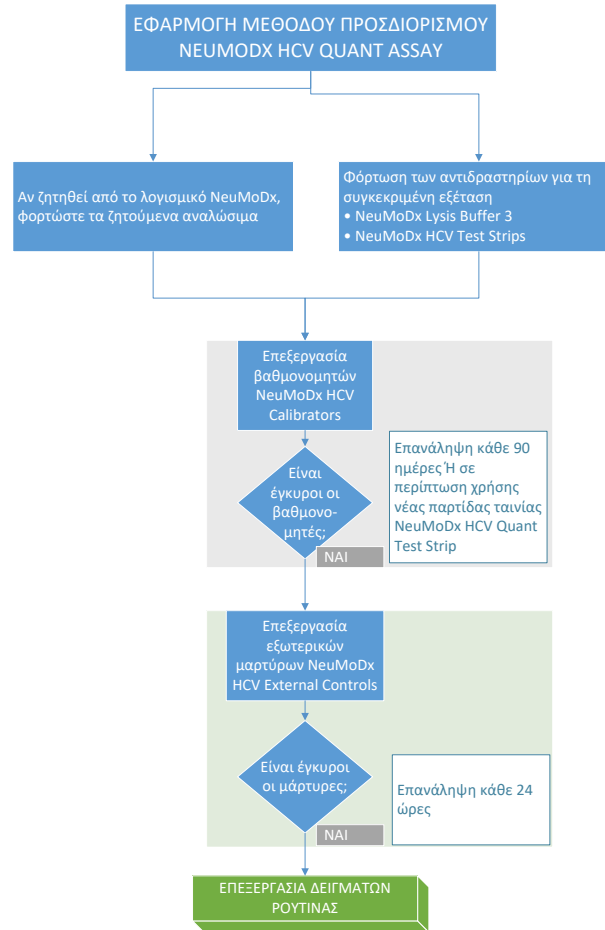 ΕΦΑΡΜΟΓΗ ΜΕΘΟΔΟΥ ΠΡΟΣΔΙΟΡΙΣΜΟΥ
NEUMODX HCV QUANT ASSAY
Αν ζητηθεί από το λογισμικό NeuMoDx,
φορτώστε τα ζητούμενα αναλώσιμα
Φόρτωση των αντιδραστηρίων για τη
συγκεκριμένη εξέταση
• NeuMoDx Lysis Buffer 3
• NeuMoDx HCV Test Strips
Επεξεργασία
βαθμονομητών
NeuMoDx HCV
Calibrators
Είναι
έγκυροι οι
βαθμονο-
μητές;
ΝΑΙ
Επανάληψη κάθε 90
ημέρες Ή σε
περίπτωση χρήσης
νέας παρτίδας ταινίας
NeuMoDx HCV Quant
Test Strip
Επεξεργασία
εξωτερικών
μαρτύρων NeuMoDx
HCV External Controls
Είναι έγκυροι
οι μάρτυρες;
ΝΑΙ
Επανάληψη κάθε 24
ώρες
ΕΠΕΞΕΡΓΑΣΙΑ ΔΕΙΓΜΑΤΩΝ
ΡΟΥΤΙΝΑΣ